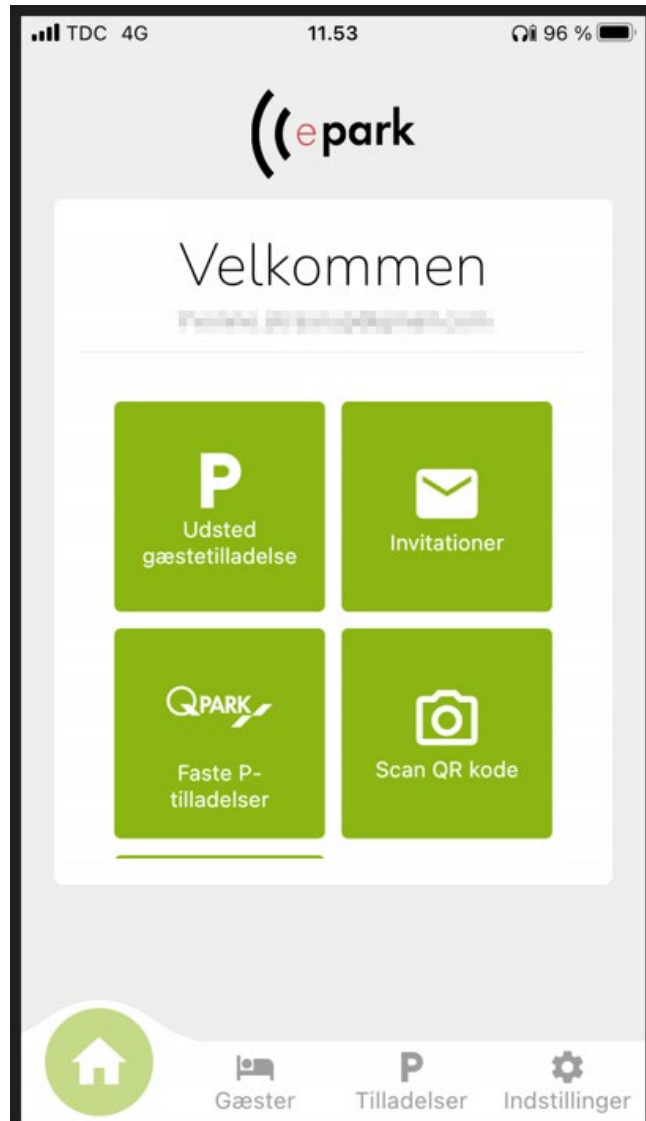 TDC 4G 11.53 96 %
epark
Velkommen
P
Udsted
gæstetilladelse
Invitationer
QPARK
Faste P-
tilladelser
Scan QR kode
Gæster
P
Tilladelser
Indstillinger